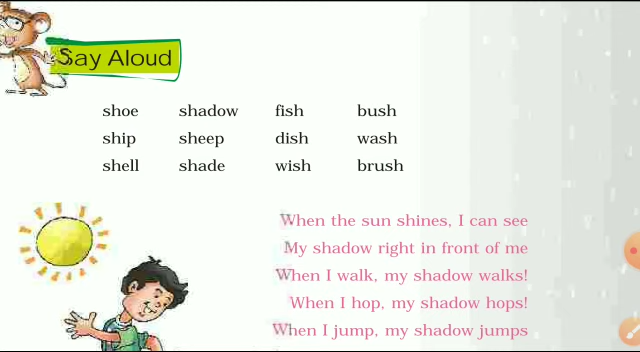 Say Aloud
shoe shadow fish bush
ship sheep dish wash
shell shade wish brush
When the sun shines, I can see
My shadow right in front of me
When I walk, my shadow walks!
When I hop, my shadow hops!
When I jump, my shadow jumps